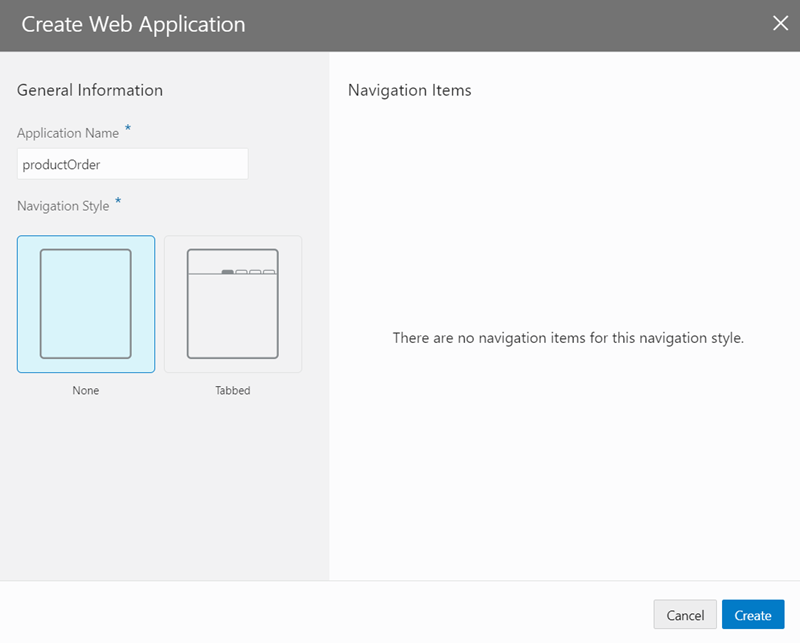 Create Web Application
General Information
Application Name *
productOrder
Navigation Style *
None
Tabbed
Navigation Items
There are no navigation items for this navigation style.
Cancel
Create